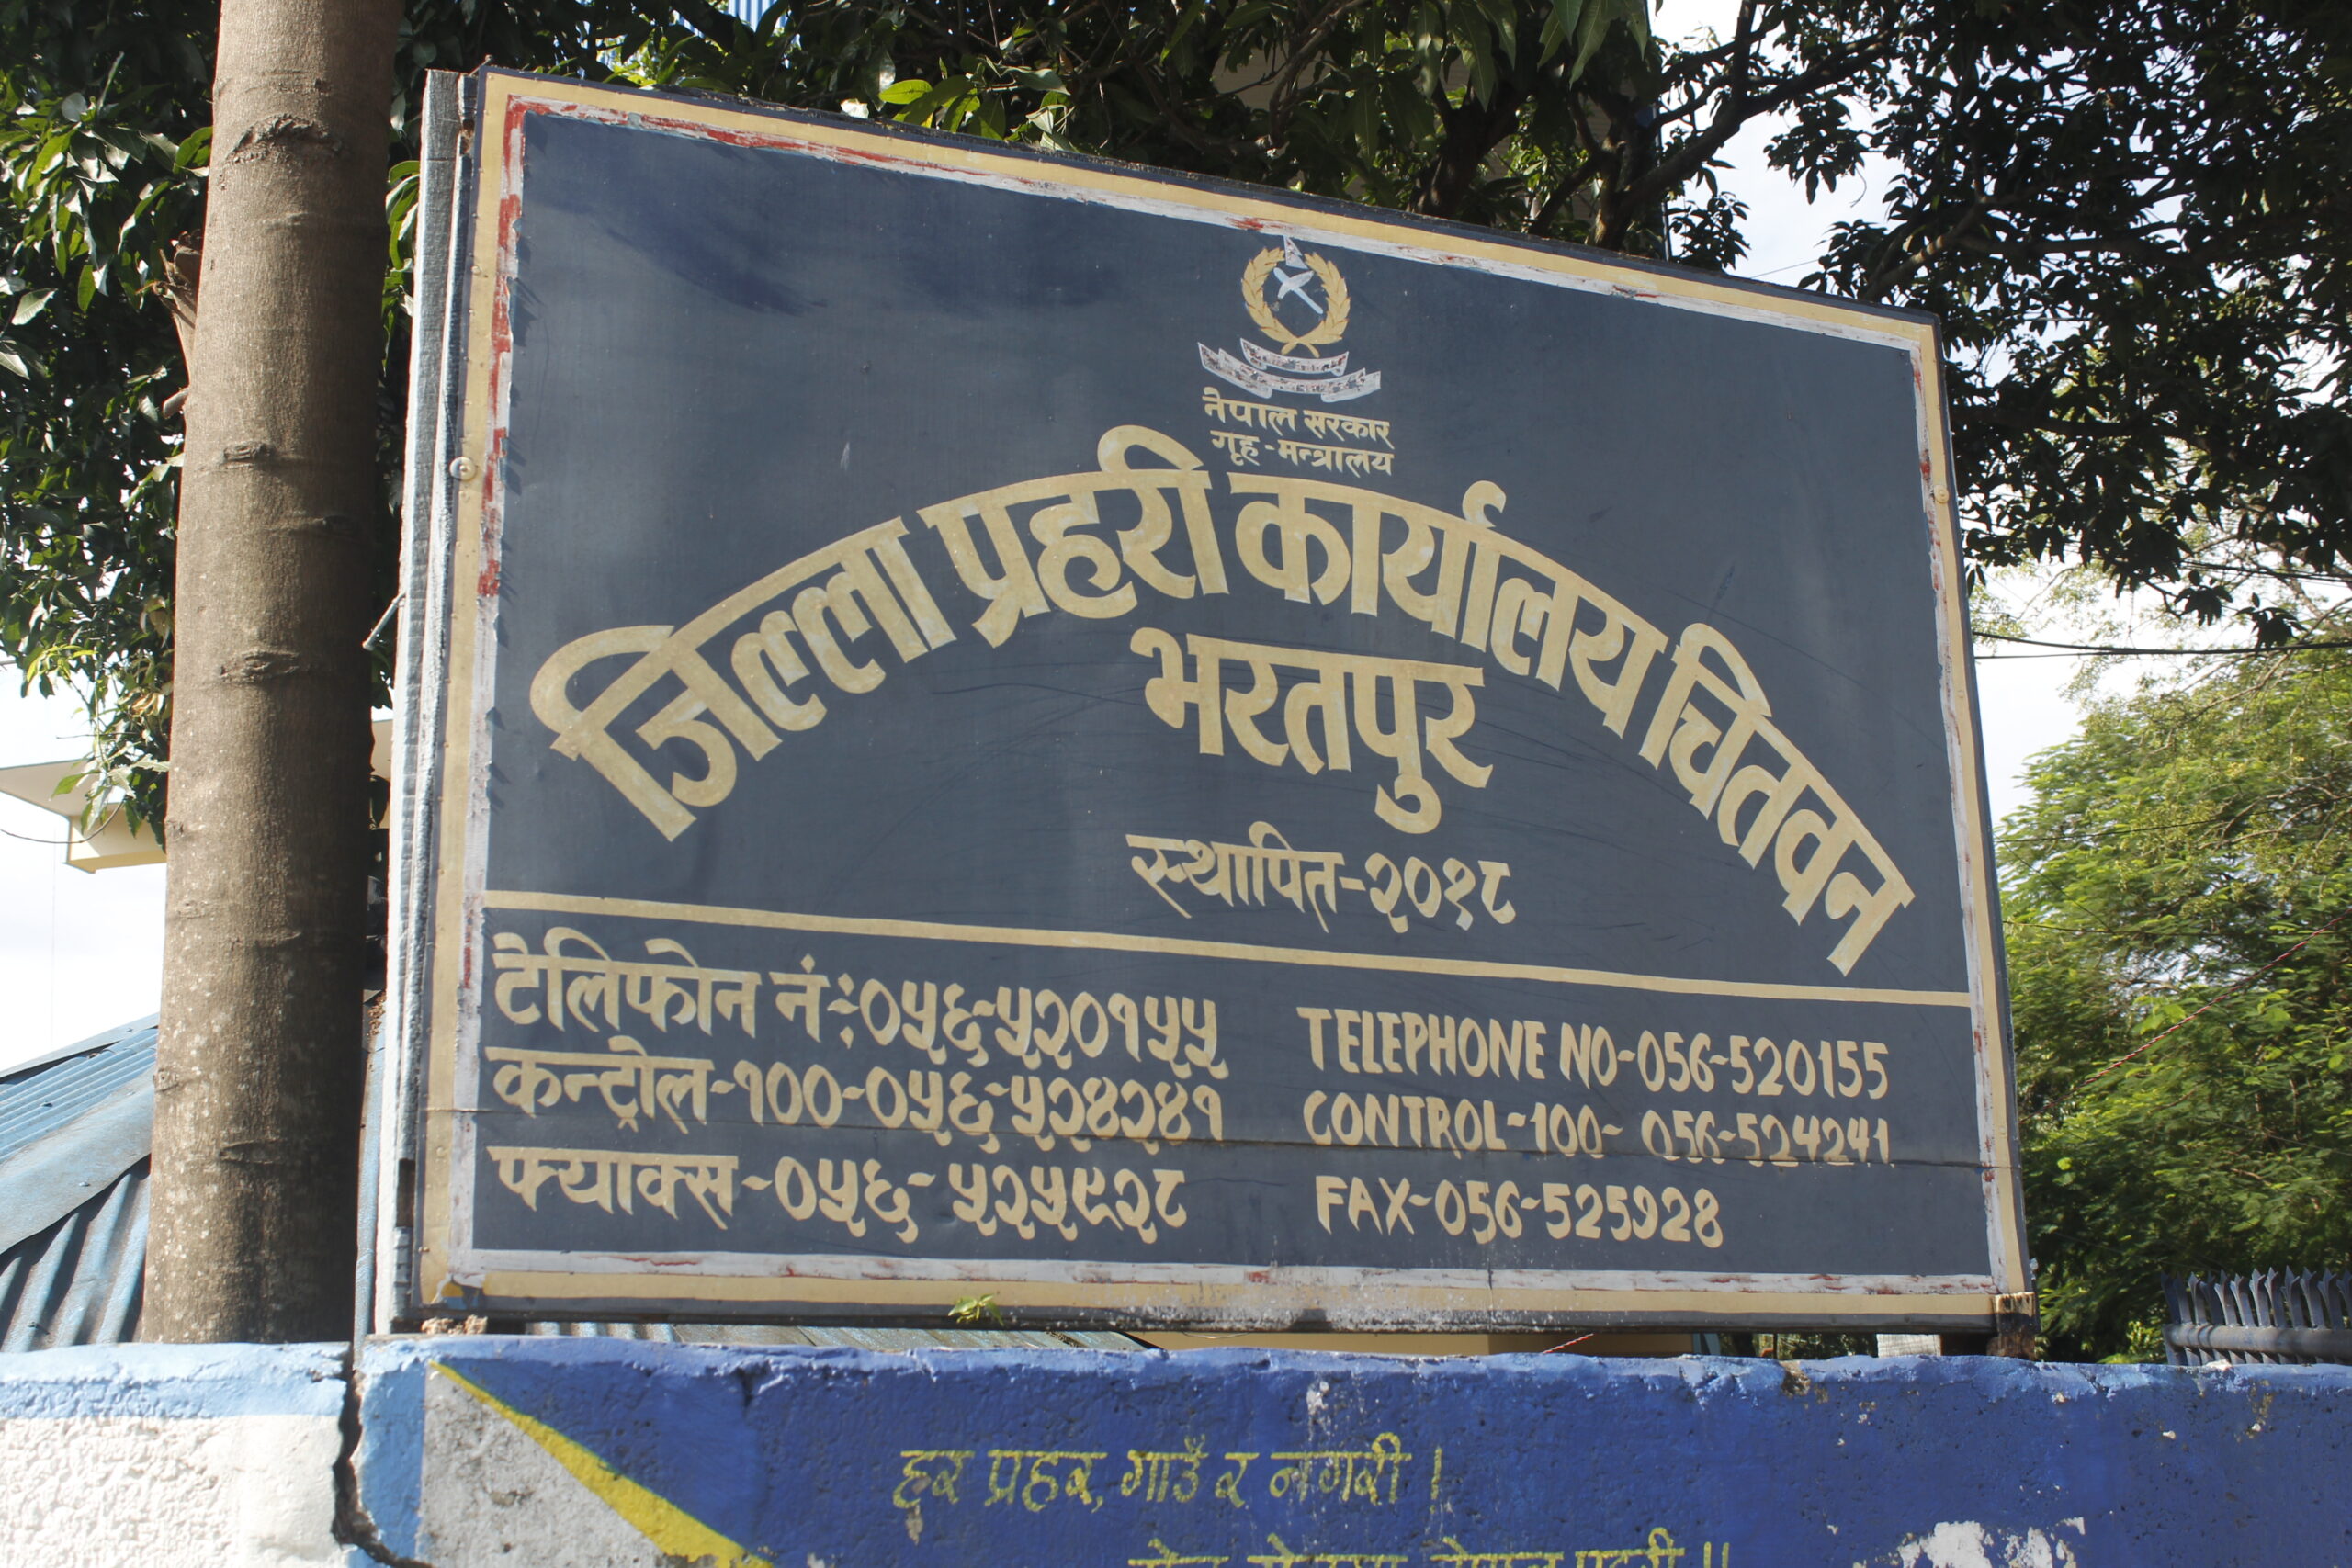 नेपाल सरकार
गृह-मन्त्रालय
जिल्ला प्रहरी कार्यालय चितवन
भरतपुर
स्थापित-२०१८
टेलिफोन नं÷०५६-५२०१५५
कन्ट्रोल-१००-०५६-५२४२४१
फ्याक्स-०५६-५२५९२८
TELEPHONE NO-056-520155
CONTROL-100- 056-524241
FAX-056-525928
हर प्रहर, गाउँ र नगरी ।